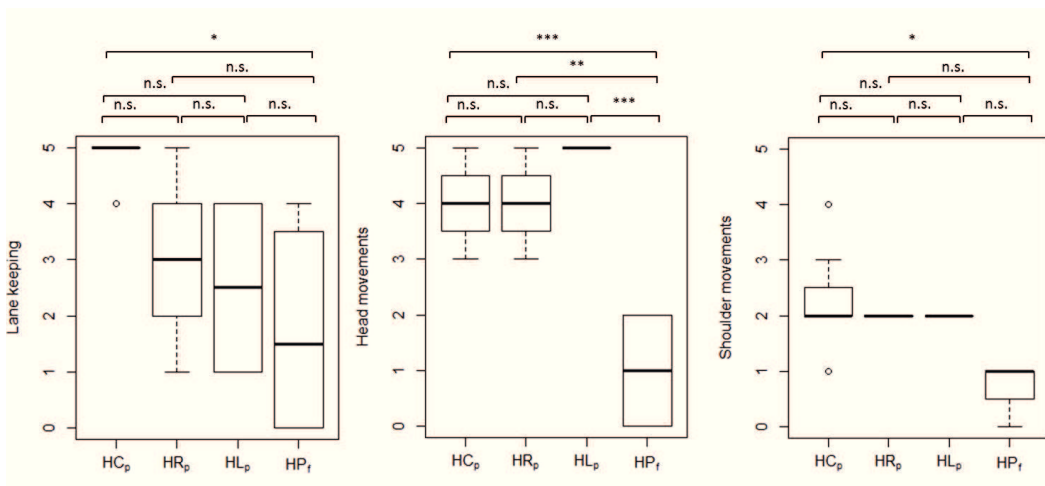 *
n.s.
n.s.
n.s.
n.s.
n.s.
Lane keeping
5
4
3
2
1
0
HCp
HRp
HLp
HPf
***
**
n.s.
n.s.
n.s.
***
Head movements
5
4
3
2
1
0
HCp
HRp
HLp
HPf
*
n.s.
n.s.
n.s.
n.s.
n.s.
Shoulder movements
5
4
3
2
1
0
HCp
HRp
HLp
HPf